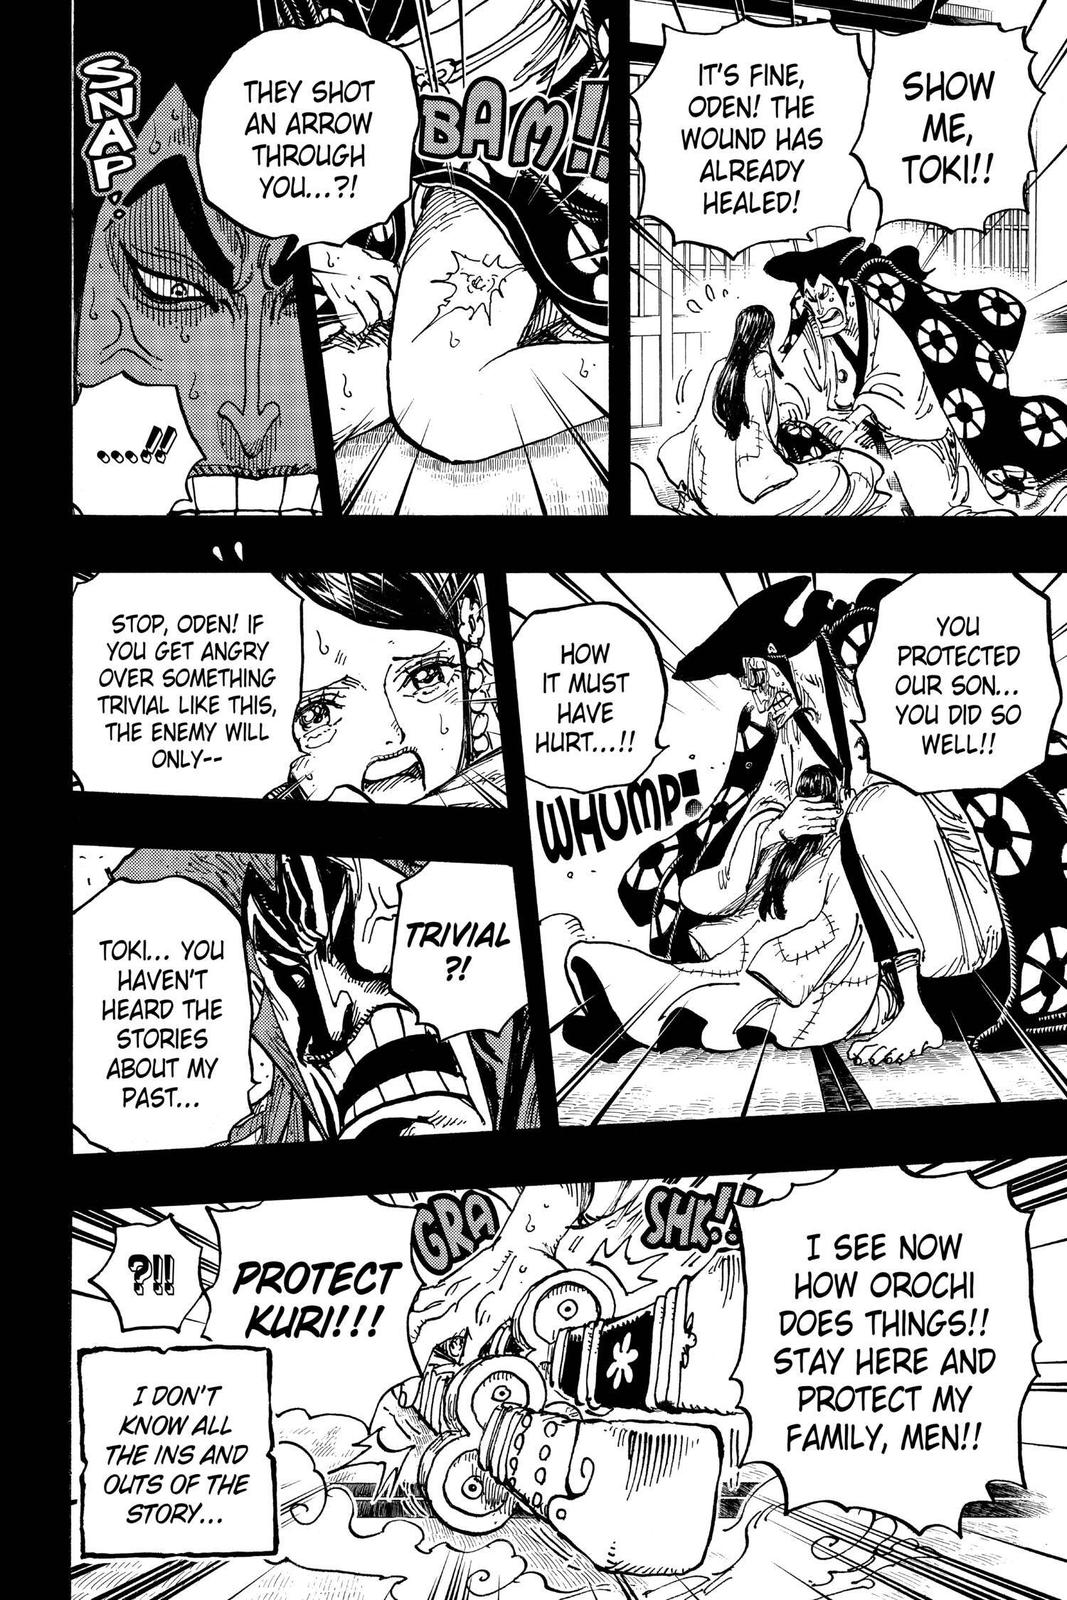 SHOW
ME,
TOKI!!
IT'S FINE,
ODEN! THE
WOUND HAS
ALREADY
HEALED!
BAM!!
THEY SHOT
AN ARROW
THROUGH
YOU...?!
SNAP!
...!!
YOU
PROTECTED
OUR SON...
YOU DID SO
WELL!!
HOW
IT MUST
HAVE
HURT...!!
WHUMP!
STOP, ODEN! IF
YOU GET ANGRY
OVER SOMETHING
TRIVIAL LIKE THIS,
THE ENEMY WILL
ONLY--
TRIVIAL
?!
TOKI... YOU
HAVEN'T
HEARD THE
STORIES
ABOUT MY
PAST...
I SEE NOW
HOW OROCHI
DOES THINGS!!
STAY HERE AND
PROTECT MY
FAMILY, MEN!!
GRA
SHK!!
PROTECT
KURI!!!
?!!
I DON'T
KNOW ALL
THE INS AND
OUTS OF THE
STORY...